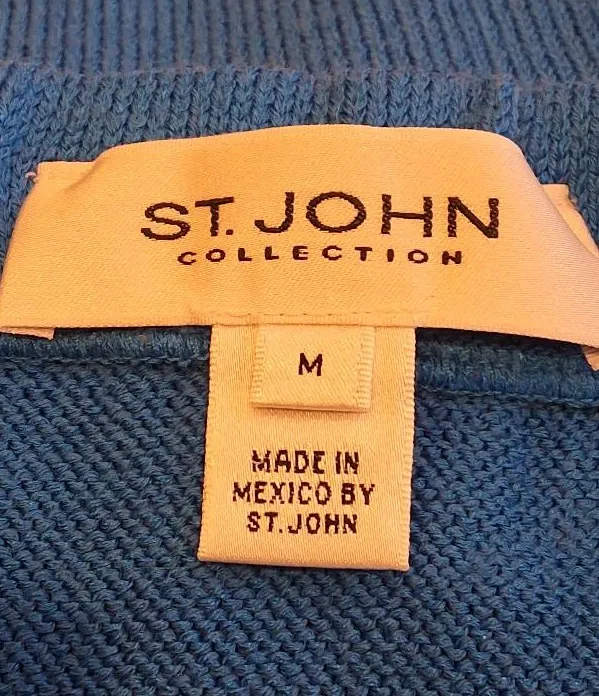 ST. JOHN
COLLECTION
M
MADE IN
MEXICO BY
ST. JOHN